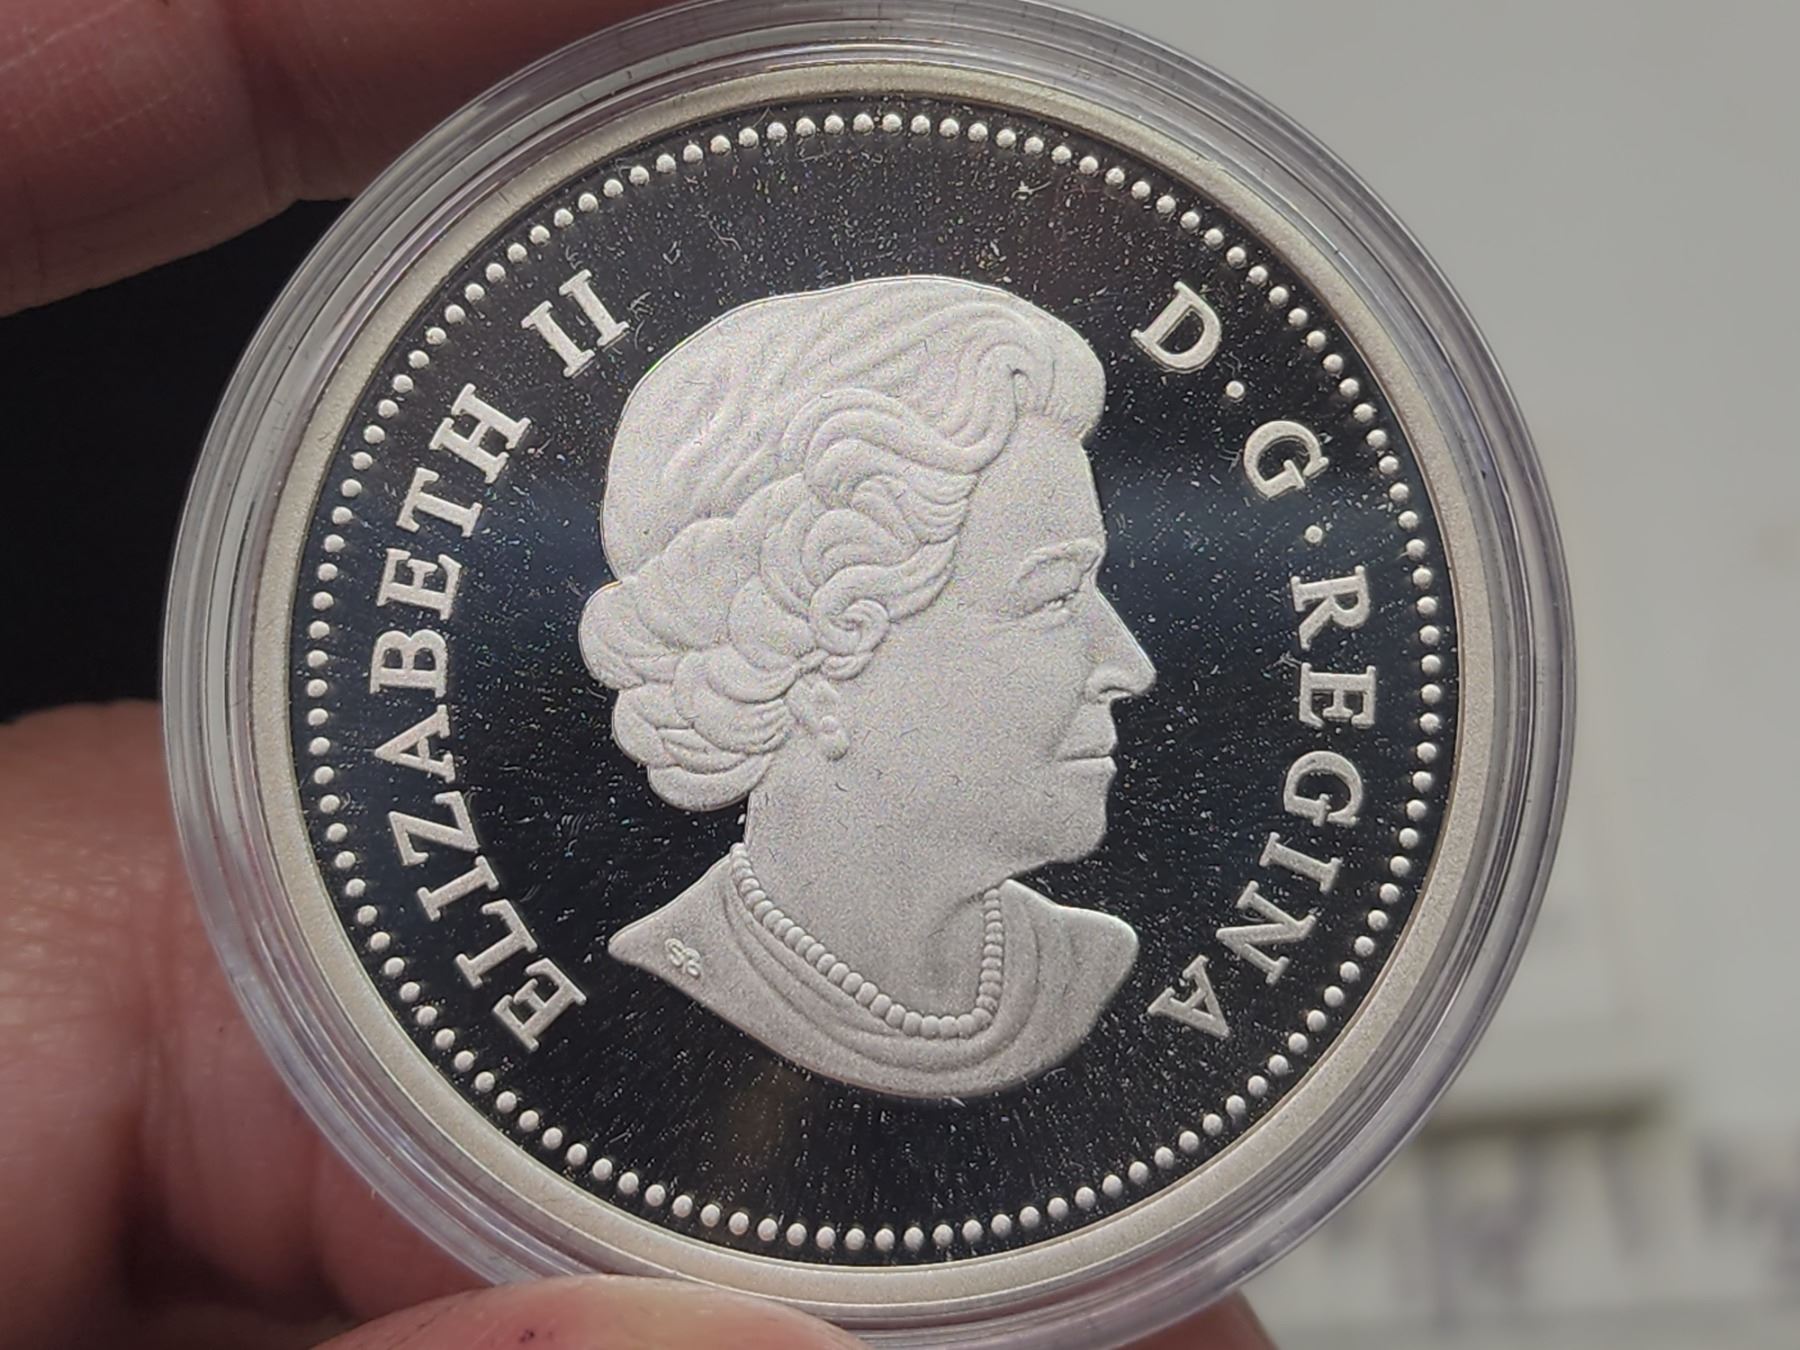 ELIZABETH II D · G · REGINA